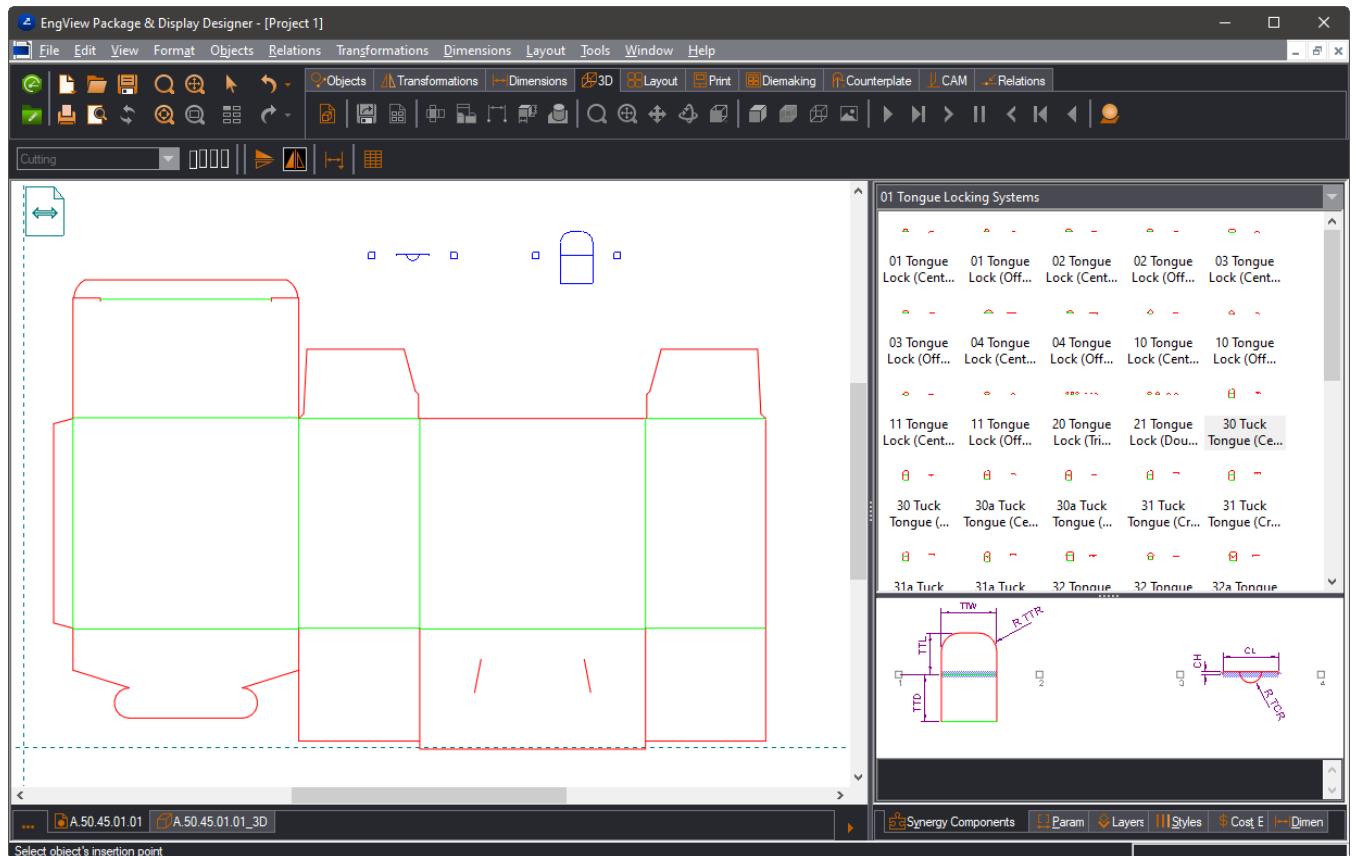 EngView Package & Display Designer - [Project 1]
File Edit View Format Objects Relations Transformations Dimensions Layout Tools Window Help
Objects Transformations Dimensions 3D Layout Print Diemaking Counterplate CAM Relations
Cutting
01 Tongue Locking Systems
01 Tongue Lock (Cent... 01 Tongue Lock (Off... 02 Tongue Lock (Cent... 02 Tongue Lock (Off... 03 Tongue Lock (Cent...
03 Tongue Lock (Off... 04 Tongue Lock (Cent... 04 Tongue Lock (Off... 10 Tongue Lock (Cent... 10 Tongue Lock (Off...
11 Tongue Lock (Cent... 11 Tongue Lock (Off... 20 Tongue Lock (Tri... 21 Tongue Lock (Dou... 30 Tuck Tongue (Ce...
30 Tuck Tongue (... 30a Tuck Tongue (Ce... 30a Tuck Tongue (... 31 Tuck Tongue (Cr... 31 Tuck Tongue (Cr...
31a Tuck 31a Tuck 32 Tongue 32 Tongue 32a Tongue
TTW
R TTR
TTL
TTD
1
2
CH
CL
R TCR
3
4
... A.50.45.01.01 A.50.45.01.01_3D
Synergy Components Param Layers Styles Cost E Dimen
Select object's insertion point